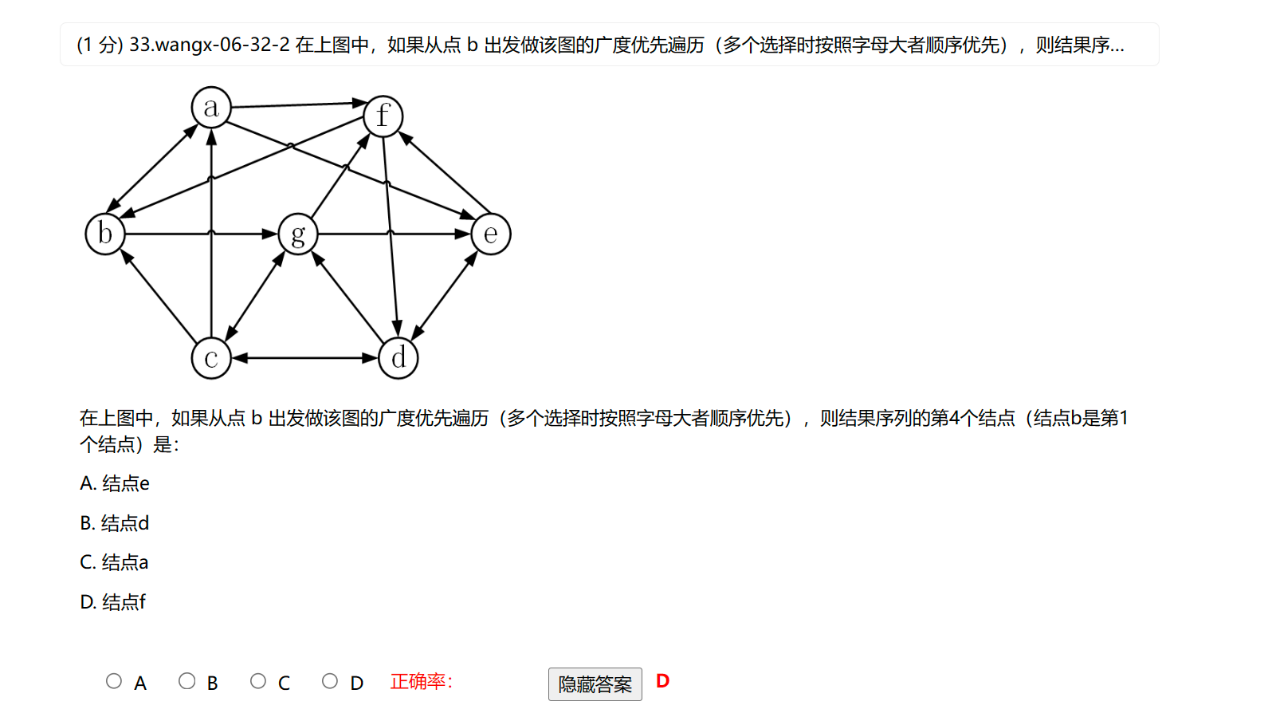 (1 分) 33.wangx-06-32-2 在上图中，如果从点 b 出发做该图的广度优先遍历（多个选择时按照字母大者顺序优先），则结果序...
a
f
b
g
e
c
d
在上图中，如果从点 b 出发做该图的广度优先遍历（多个选择时按照字母大者顺序优先），则结果序列的第4个结点（结点b是第1
个结点）是：
A. 结点e
B. 结点d
C. 结点a
D. 结点f
A B C D 正确率： 隐藏答案 D